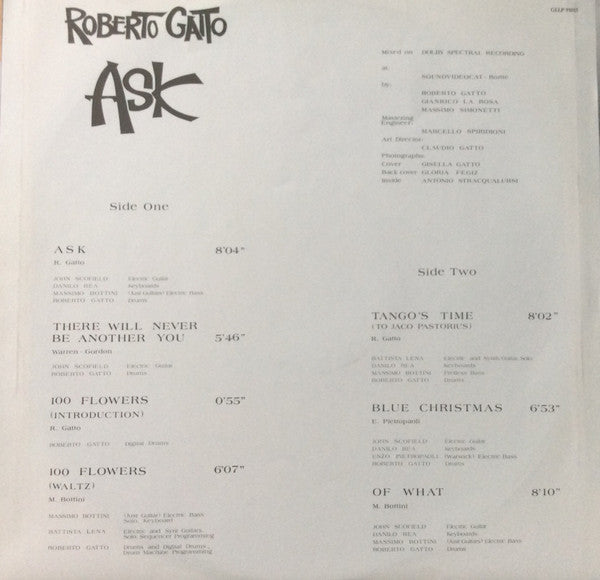 ROBERTO GATTO
ASK
Mixed on DOLBY SPECTRAL RECORDING
at:
SOUNDVIDEOCAT- Rome
by:
ROBERTO GATTO
GIANRICO LA ROSA
MASSIMO SIMONETTI
Mastering
Engineer:
MARCELLO SPIRIDIONI
Art Director:
CLAUDIO GATTO
Photographs:
Cover GISELLA GATTO
Back cover GLORIA FEGIZ
Inside ANTONIO STRACQUALURSI
Side One
ASK 8'04"
R. Gatto
JOHN SCOFIELD Electric Guitar
DANILO REA Keyboards
MASSIMO BOTTINI (Just Guitars) Electric Bass
ROBERTO GATTO Drums
THERE WILL NEVER
BE ANOTHER YOU 5'46"
Warren - Gordon
JOHN SCOFIELD Electric Guitar
ROBERTO GATTO Drums
100 FLOWERS 0'55"
(INTRODUCTION)
R. Gatto
ROBERTO GATTO Digital Drums
100 FLOWERS 6'07"
(WALTZ)
M. Bottini
MASSIMO BOTTINI (Just Guitar) Electric Bass
Solo, Keyboard
BATTISTA LENA Electric and Synt Guitars,
Solo, Sequencer Programming
ROBERTO GATTO Drums and Digital Drums,
Drum Machine Programming
Side Two
TANGO'S TIME 8'02"
(TO JACO PASTORIUS)
R. Gatto
BATTISTA LENA Electric and Synth Guitar Solo
DANILO REA Keyboards
MASSIMO BOTTINI Fretless Bass
ROBERTO GATTO Drums
BLUE CHRISTMAS 6'53"
E. Pietropaoli
JOHN SCOFIELD Electric Guitar
DANILO REA Keyboards
ENZO PIETROPAOLI (Warwick) Electric Bass
ROBERTO GATTO Drums
OF WHAT 8'10"
M. Bottini
JOHN SCOFIELD Electric Guitar
DANILO REA Keyboards
MASSIMO BOTTINI (Just Guitars) Electric Bass
ROBERTO GATTO Drums